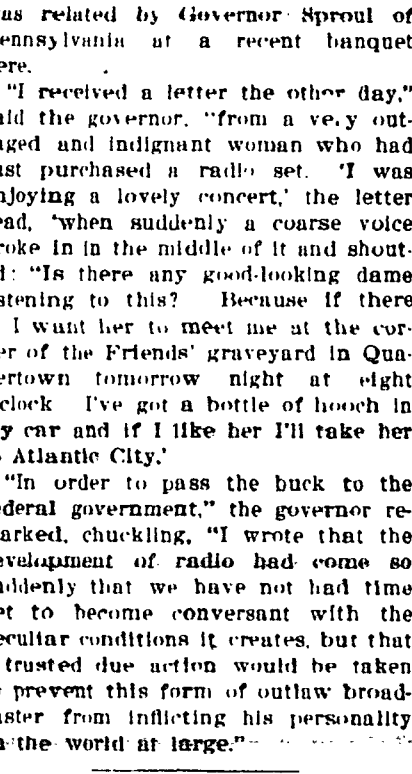 as related by Governor Sproul of
ennsylvania at a recent banquet
ere.
"I received a letter the other day,"
aid the governor, "from a very out-
aged and indignant woman who had
ust purchased a radio set. 'I was
njoying a lovely concert,' the letter
ead, 'when suddenly a coarse voice
roke in in the middle of it and shout-
d: "Is there any good-looking dame
istening to this? Because if there
I want her to meet me at the cor-
er of the Friends' graveyard in Qua-
ertown tomorrow night at eight
clock I've got a bottle of hooch in
y car and if I like her I'll take her
o Atlantic City.'
"In order to pass the buck to the
ederal government," the governor re-
arked, chuckling, "I wrote that the
evelopment of radio had come so
uddenly that we have not had time
et to become conversant with the
eculiar conditions it creates, but that
trusted due action would be taken
prevent this form of outlaw broad-
aster from inflicting his personality
n the world at large."